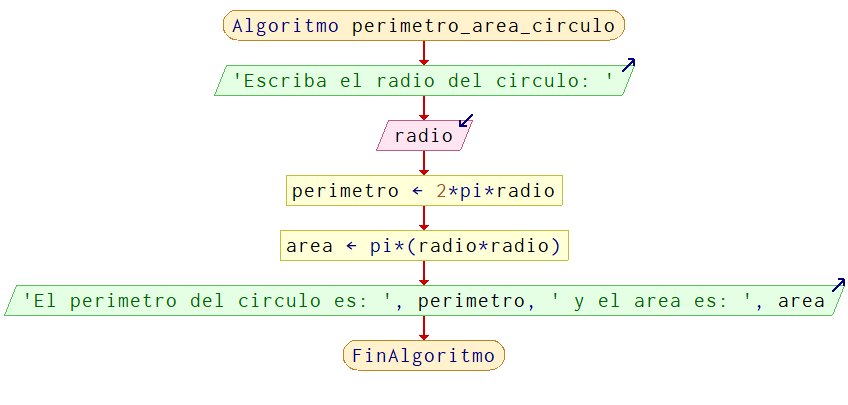 Algoritmo perimetro_area_circulo
'Escriba el radio del circulo: '
radio
perimetro ← 2*pi*radio
area ← pi*(radio*radio)
'El perimetro del circulo es: ', perimetro, ' y el area es: ', area
FinAlgoritmo